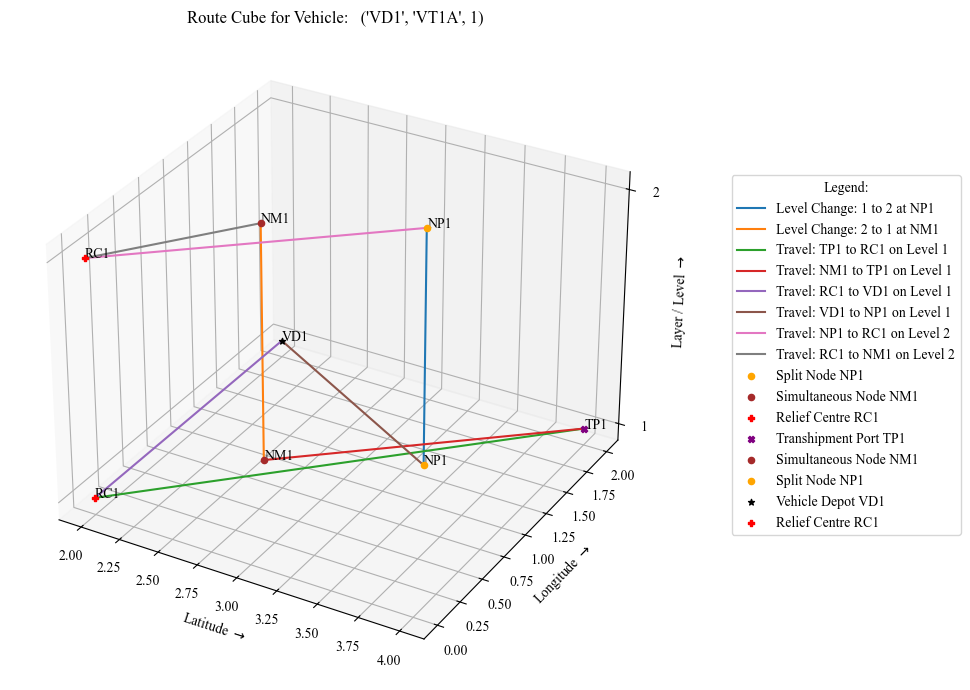 Route Cube for Vehicle:   ('VD1', 'VT1A', 1)
2
Layer / Level →
1
NM1
NP1
RC1
VD1
TP1
NM1
NP1
RC1
2.00
2.25
2.50
2.75
3.00
3.25
3.50
3.75
4.00
Latitude →
0.00
0.25
0.50
0.75
1.00
1.25
1.50
1.75
2.00
Longitude →
Legend:
Level Change: 1 to 2 at NP1
Level Change: 2 to 1 at NM1
Travel: TP1 to RC1 on Level 1
Travel: NM1 to TP1 on Level 1
Travel: RC1 to VD1 on Level 1
Travel: VD1 to NP1 on Level 1
Travel: NP1 to RC1 on Level 2
Travel: RC1 to NM1 on Level 2
Split Node NP1
Simultaneous Node NM1
Relief Centre RC1
Transhipment Port TP1
Simultaneous Node NM1
Split Node NP1
Vehicle Depot VD1
Relief Centre RC1